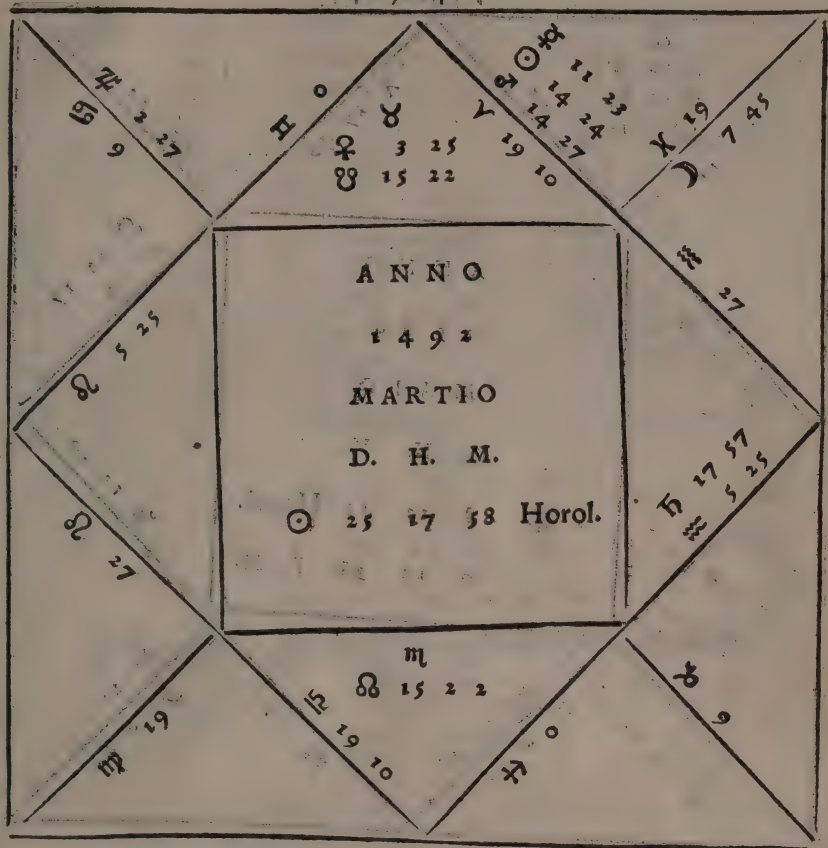 ♃ 2 27
♋ 9
♊ 0
♉
♀ 3 25
☋ 15 22
☿ 11 23
☉ 14 24
♂ 14 27
♈ 19 10
♓ 19
☽ 7 45
♒ 27
♌ 5 25
ANNO
1492
MARTIO
D. H. M.
☉ 25 17 58 Horol.
♄ 17 57
♒ 5 25
27
♍ 19
♎ 19 10
♏
☊ 15 2 2
♐ 0
♑ 9